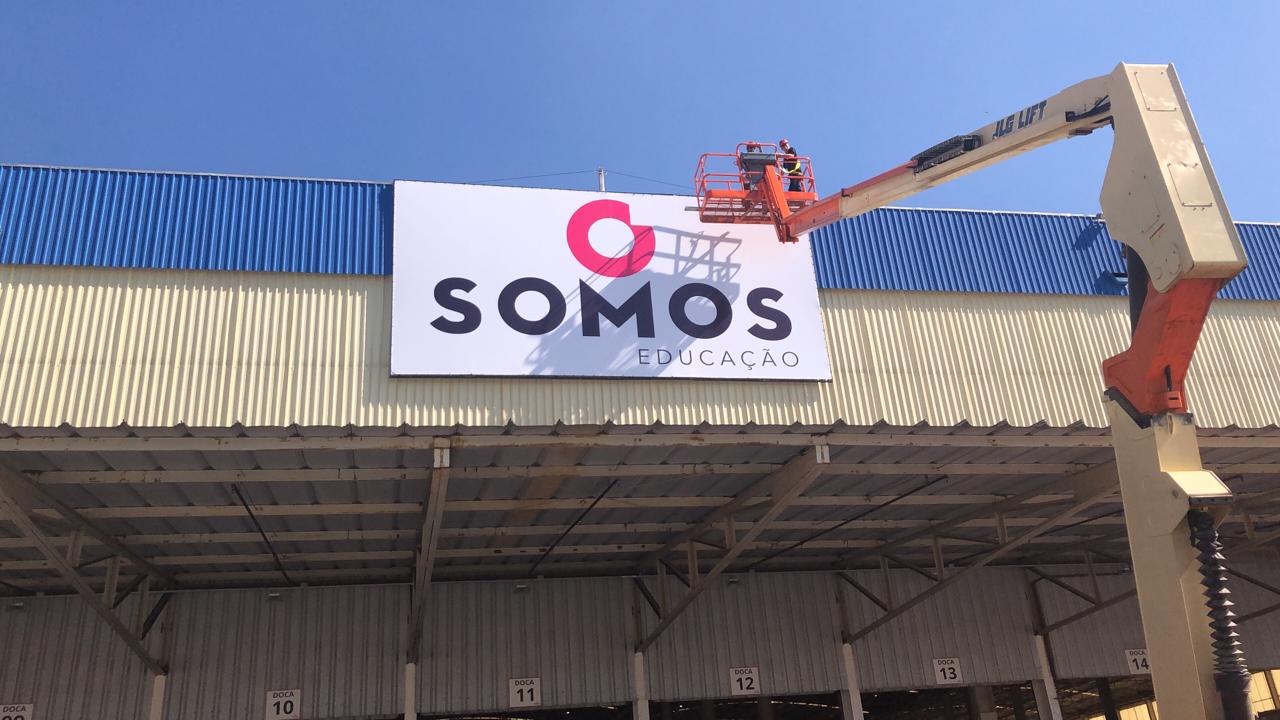 JLG LIFT
SOMOS
EDUCAÇÃO
DOCA
10
DOCA
11
DOCA
12
DOCA
13
DOCA
14